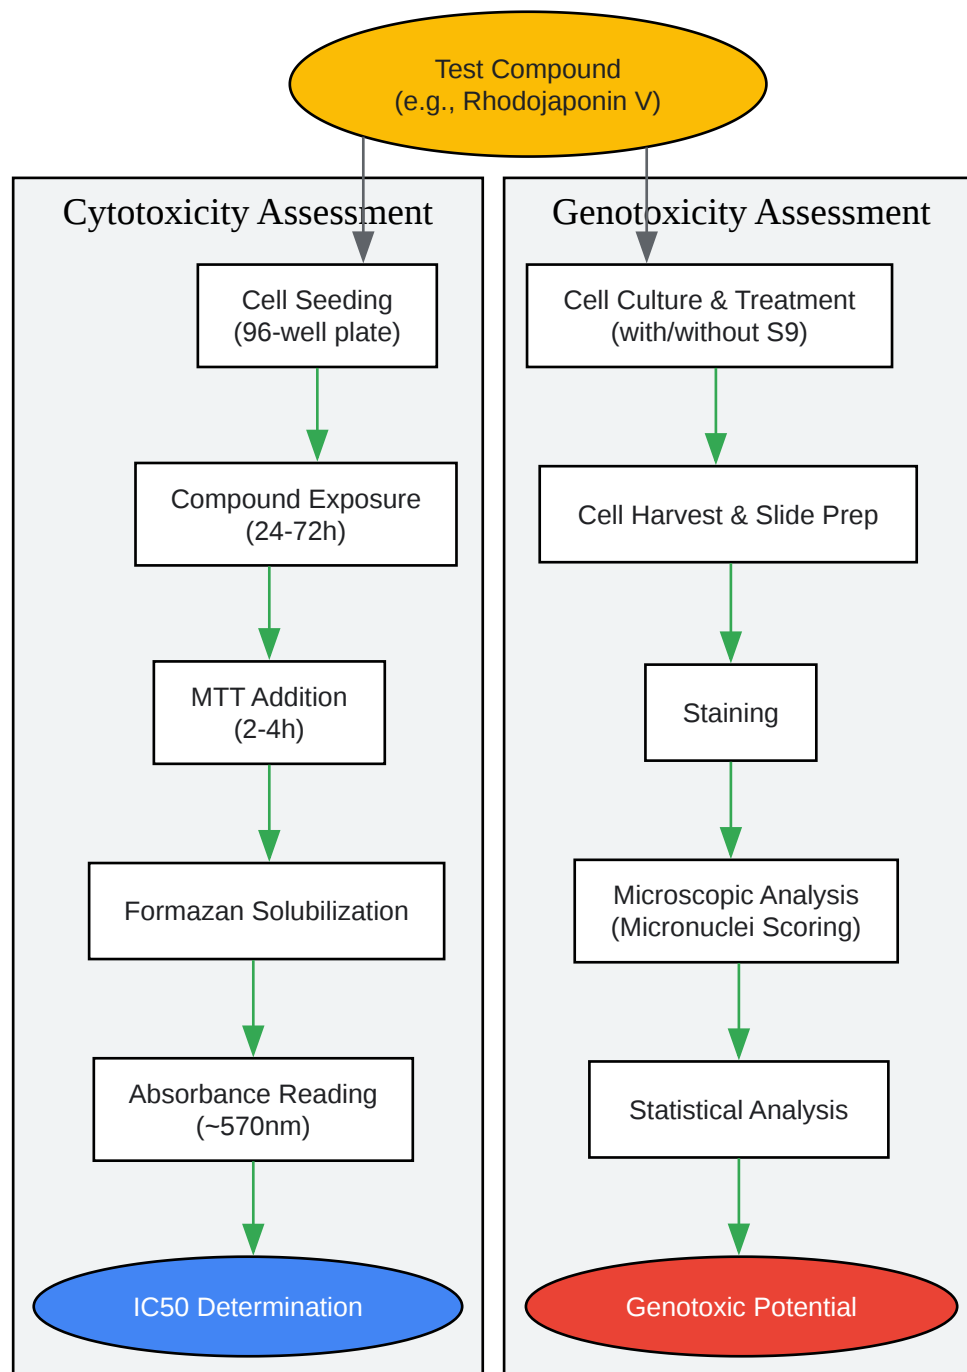 Test Compound
(e.g., Rhodojaponin V)
Cytotoxicity Assessment
Cell Seeding
(96-well plate)
Compound Exposure
(24-72h)
MTT Addition
(2-4h)
Formazan Solubilization
Absorbance Reading
(~570nm)
IC50 Determination
Genotoxicity Assessment
Cell Culture & Treatment
(with/without S9)
Cell Harvest & Slide Prep
Staining
Microscopic Analysis
(Micronuclei Scoring)
Statistical Analysis
Genotoxic Potential